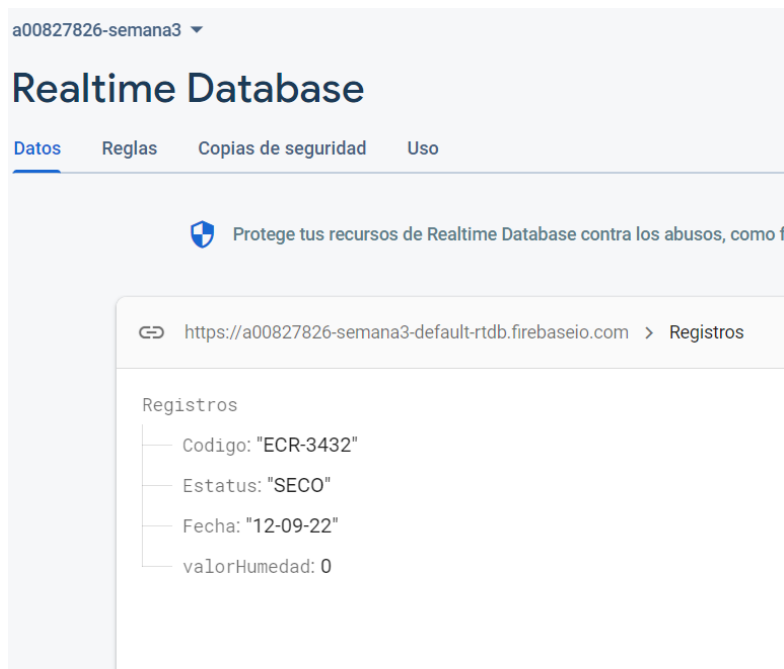 a00827826-semana3
Realtime Database
Datos Reglas Copias de seguridad Uso
Protege tus recursos de Realtime Database contra los abusos, como
https://a00827826-semana3-default-rtdb.firebaseio.com > Registros
Registros
Codigo: "ECR-3432"
Estatus: "SECO"
Fecha: "12-09-22"
valorHumedad: 0